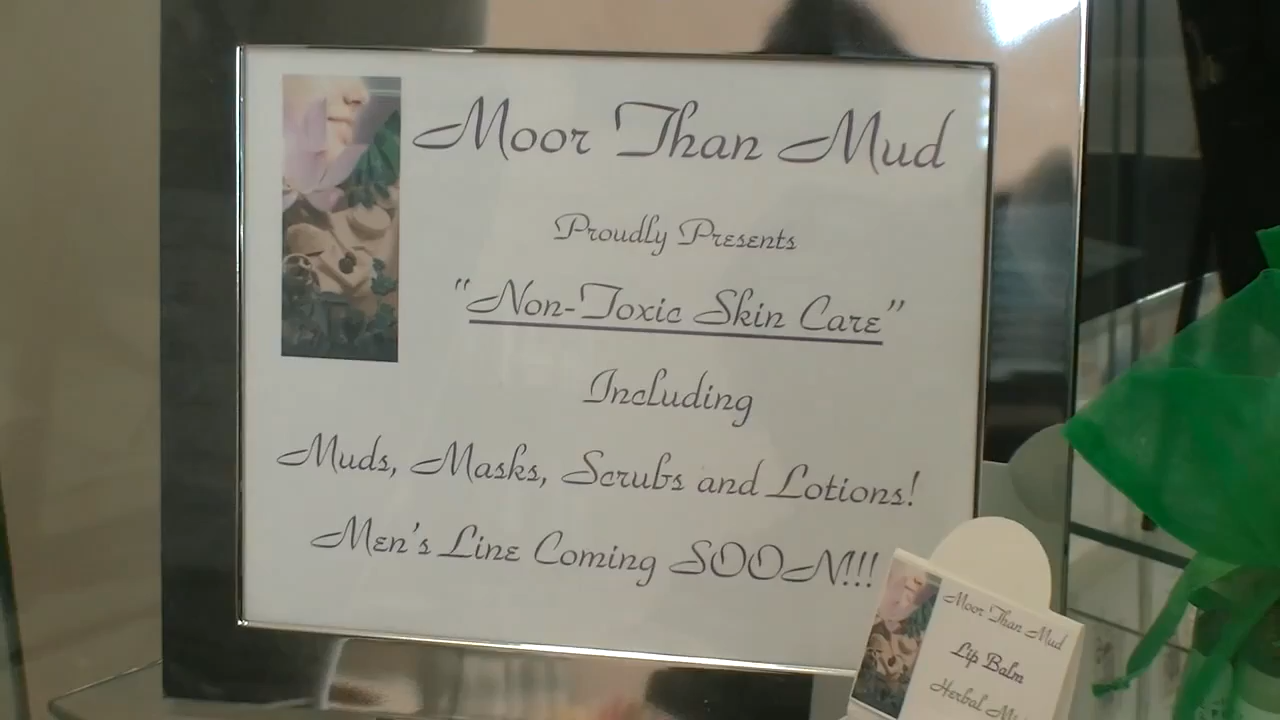 Moor Than Mud
Proudly Presents
"Non-Toxic Skin Care"
Including
Muds, Masks, Scrubs and Lotions!
Men's Line Coming SOON!!!
Moor Than Mud
Lip Balm
Herbal